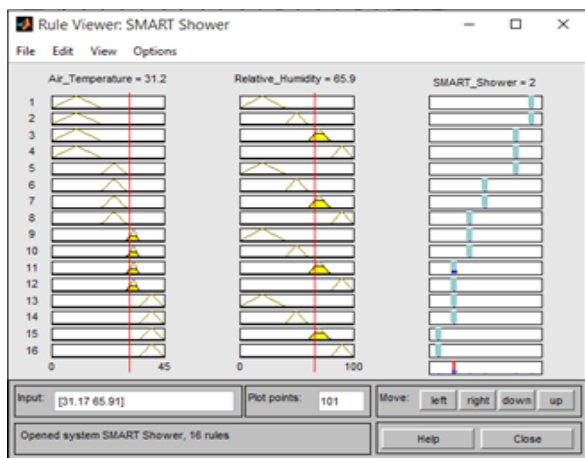 Rule Viewer: SMART Shower
File Edit View Options
Air_Temperature = 31.2 Relative_Humidity = 65.9 SMART_Shower = 2
1
2
3
4
5
6
7
8
9
10
11
12
13
14
15
16
0 45 0 100
Input: [31.17 65.91] Plot points: 101 Move: left right down up
Opened system SMART Shower, 16 rules Help Close